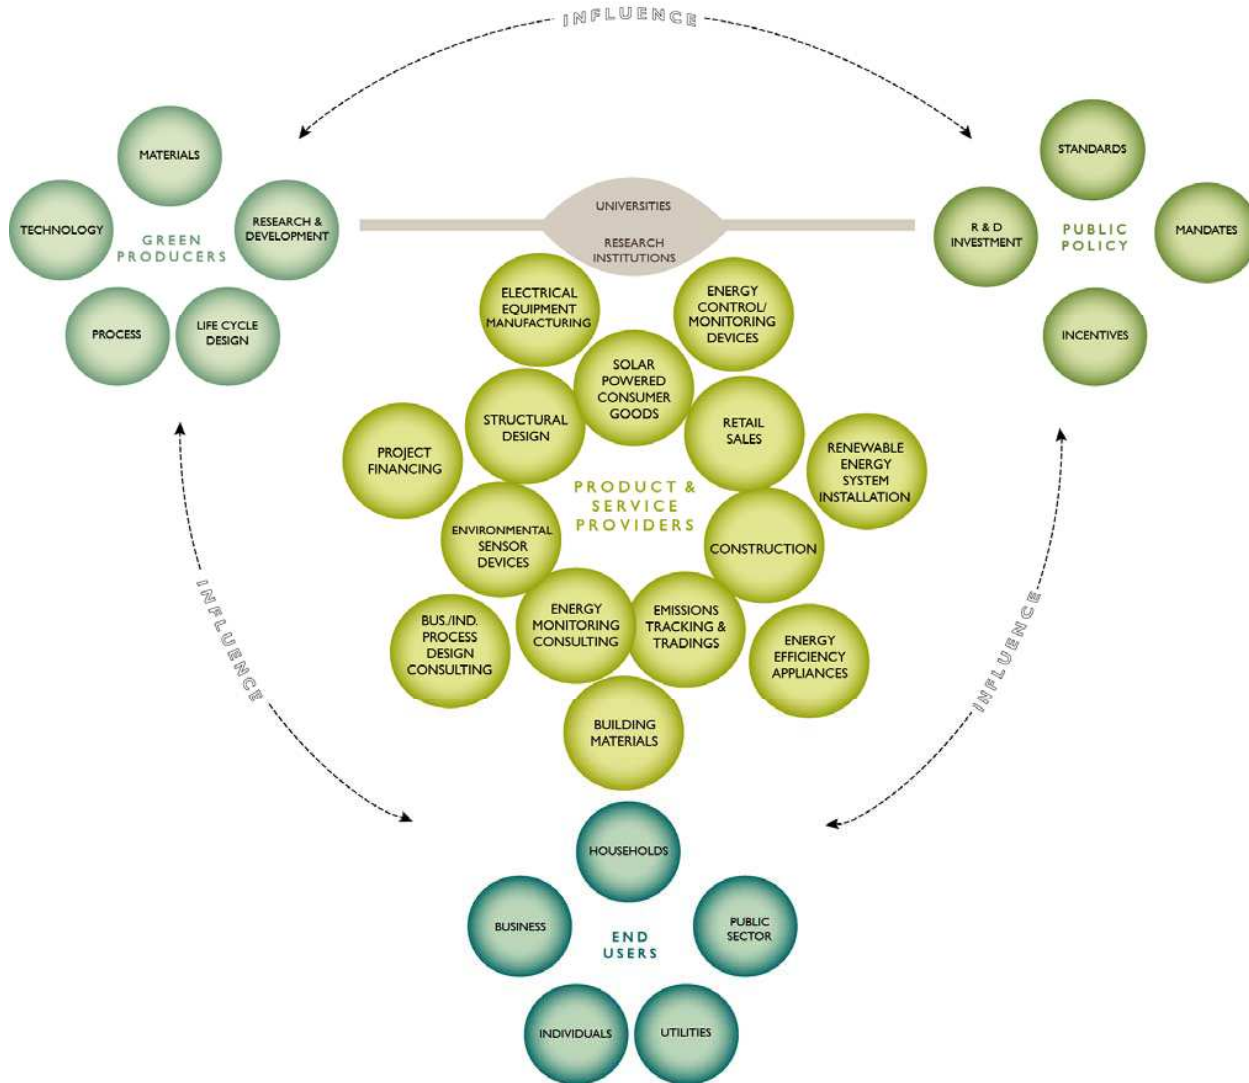 INFLUENCE
MATERIALS
TECHNOLOGY
RESEARCH &
DEVELOPMENT
GREEN
PRODUCERS
PROCESS
LIFE CYCLE
DESIGN
UNIVERSITIES
RESEARCH
INSTITUTIONS
STANDARDS
R & D
INVESTMENT
PUBLIC
POLICY
MANDATES
INCENTIVES
ELECTRICAL
EQUIPMENT
MANUFACTURING
ENERGY
CONTROL/
MONITORING
DEVICES
SOLAR
POWERED
CONSUMER
GOODS
STRUCTURAL
DESIGN
RETAIL
SALES
PROJECT
FINANCING
RENEWABLE
ENERGY
SYSTEM
INSTALLATION
PRODUCT &
SERVICE
PROVIDERS
ENVIRONMENTAL
SENSOR
DEVICES
CONSTRUCTION
BUS./IND.
PROCESS
DESIGN
CONSULTING
ENERGY
MONITORING
CONSULTING
EMISSIONS
TRACKING &
TRADINGS
ENERGY
EFFICIENCY
APPLIANCES
BUILDING
MATERIALS
INFLUENCE
INFLUENCE
HOUSEHOLDS
BUSINESS
PUBLIC
SECTOR
END
USERS
INDIVIDUALS
UTILITIES